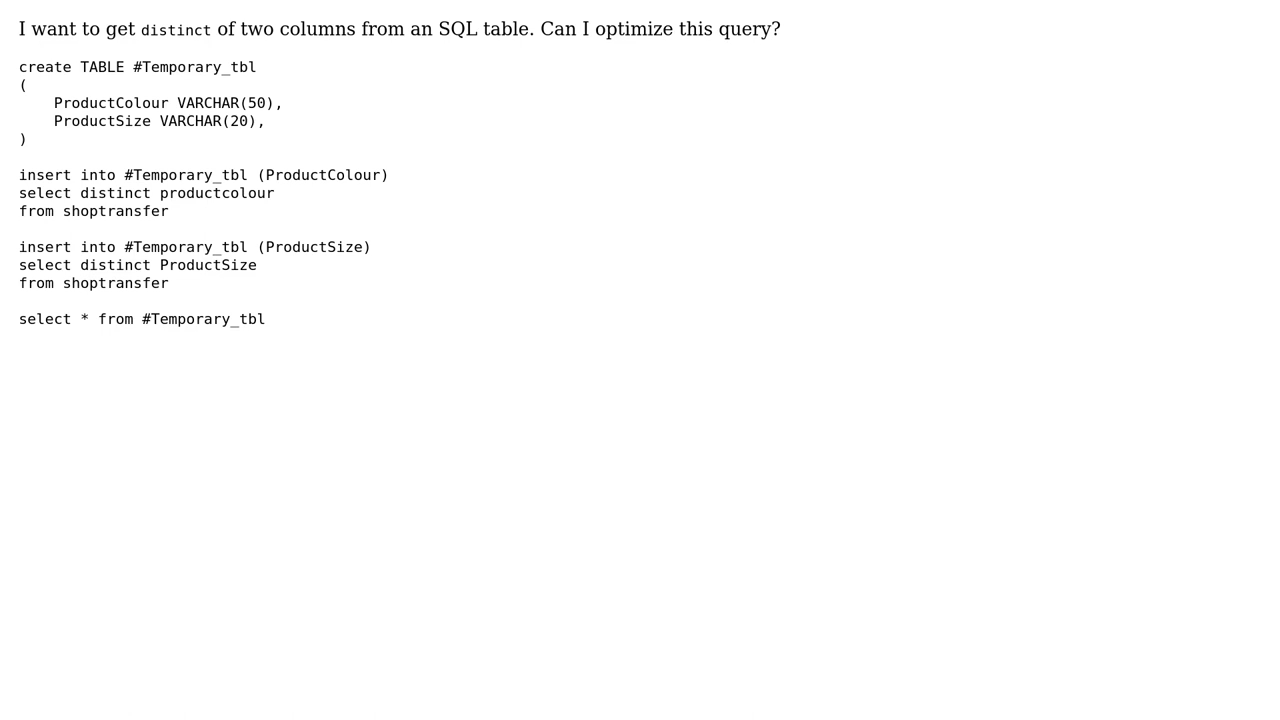 I want to get distinct of two columns from an SQL table. Can I optimize this query?
create TABLE #Temporary_tbl
(
    ProductColour VARCHAR(50),
    ProductSize VARCHAR(20),
)
insert into #Temporary_tbl (ProductColour)
select distinct productcolour
from shoptransfer
insert into #Temporary_tbl (ProductSize)
select distinct ProductSize
from shoptransfer
select * from #Temporary_tbl